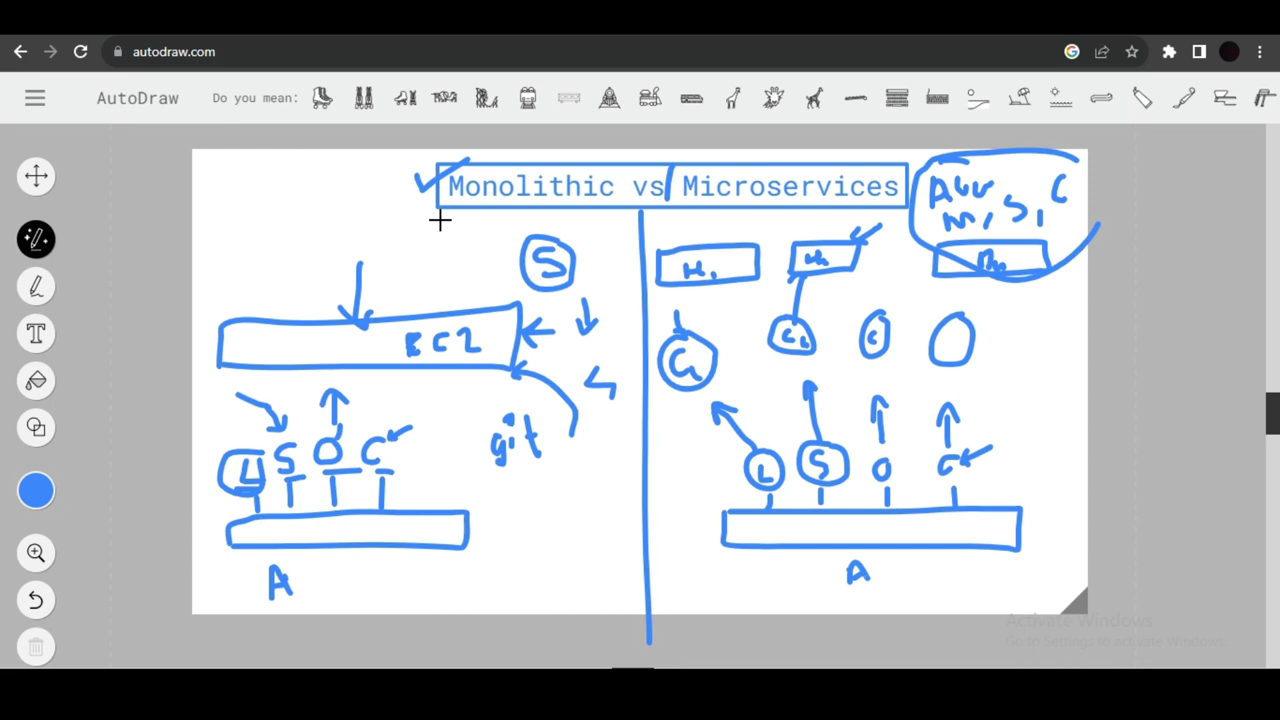 autodraw.com
AutoDraw
Do you mean:
Monolithic vs Microservices
S
EC2
git
L S O C
A
H1
C
L S O C
A
Activate Windows
Go to Settings to activate Windows.